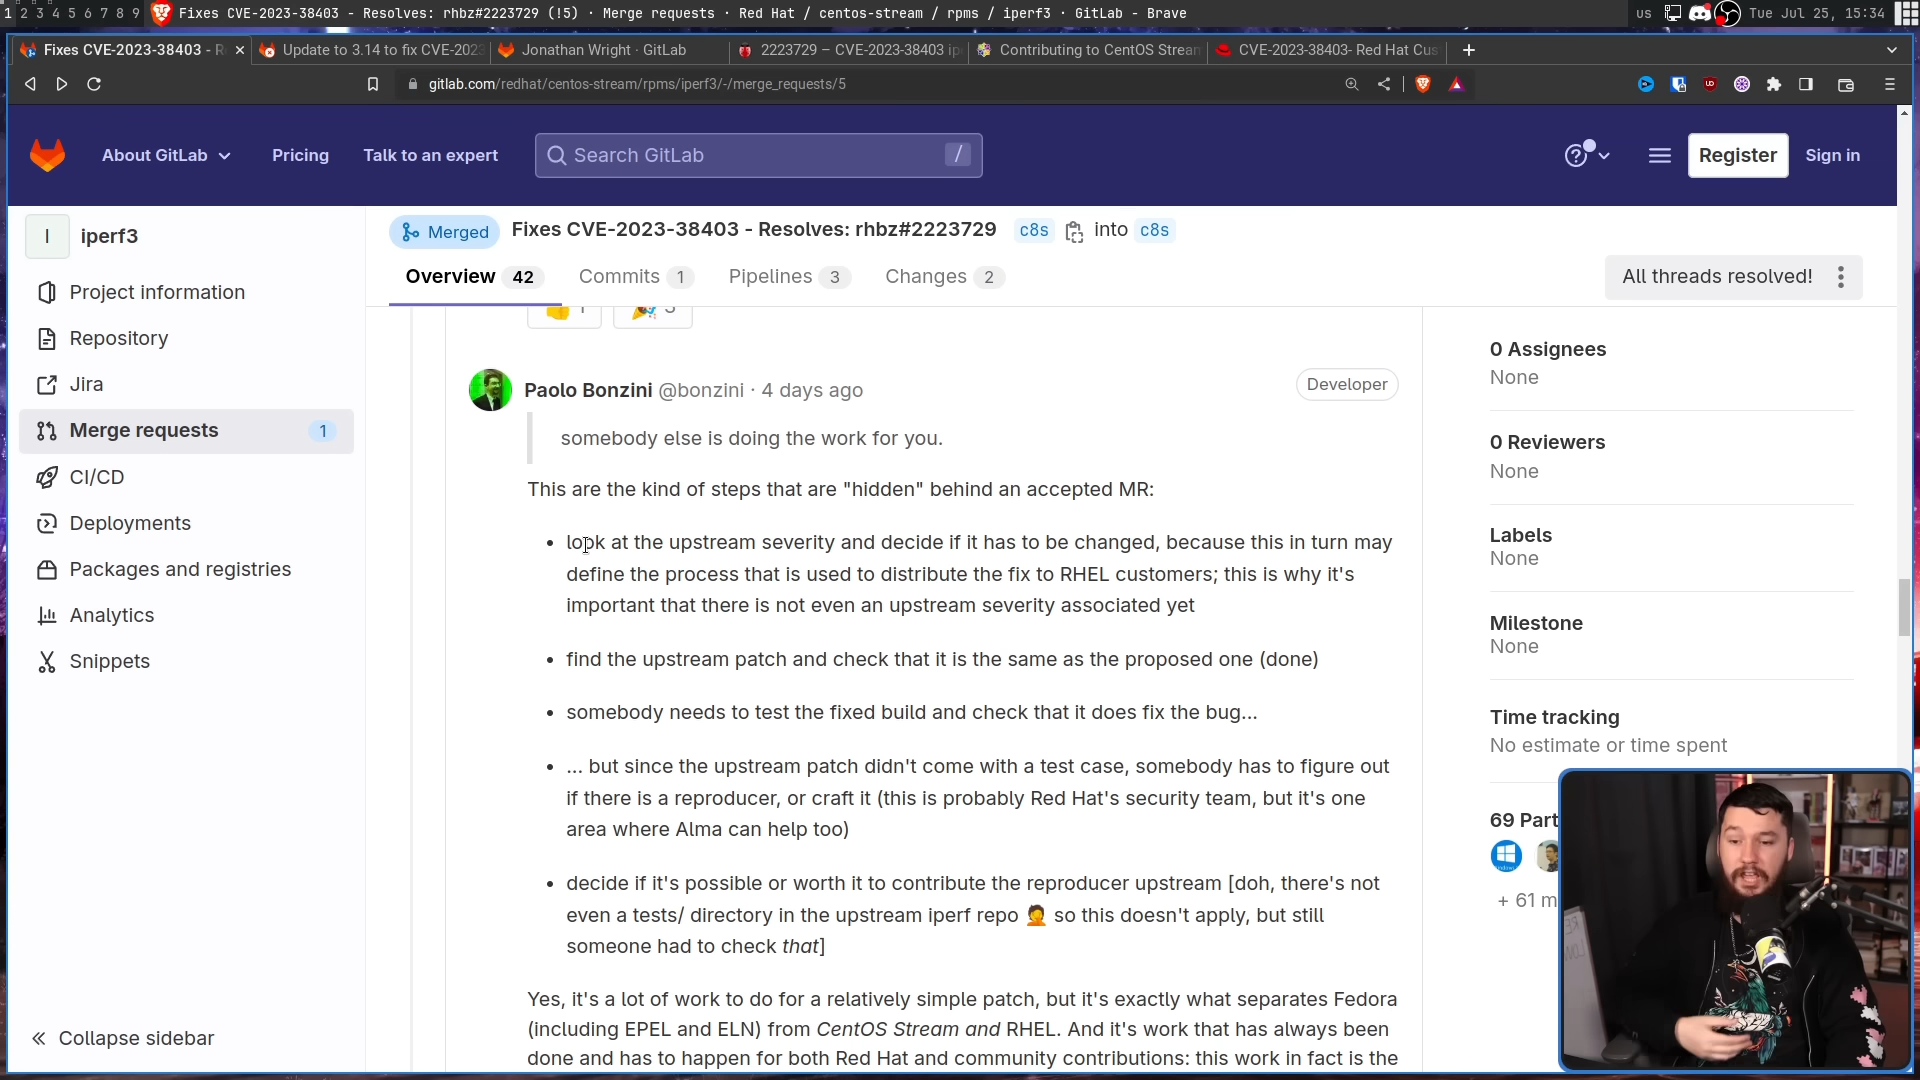 1 2 3 4 5 6 7 8 9 Fixes CVE-2023-38403 - Resolves: rhbz#2223729 (!5) · Merge requests · Red Hat / centos-stream / rpms / iperf3 · GitLab - Brave us Tue Jul 25, 15:34
Fixes CVE-2023-38403 - R Update to 3.14 to fix CVE-202 Jonathan Wright · GitLab 2223729 – CVE-2023-38403 ip Contributing to CentOS Stream CVE-2023-38403- Red Hat Cus
gitlab.com/redhat/centos-stream/rpms/iperf3/-/merge_requests/5
About GitLab Pricing Talk to an expert Search GitLab / Register Sign in
I iperf3
Project information
Repository
Jira
Merge requests 1
CI/CD
Deployments
Packages and registries
Analytics
Snippets
Collapse sidebar
Merged Fixes CVE-2023-38403 - Resolves: rhbz#2223729 c8s into c8s
Overview 42 Commits 1 Pipelines 3 Changes 2 All threads resolved!
Paolo Bonzini @bonzini · 4 days ago Developer
somebody else is doing the work for you.
This are the kind of steps that are "hidden" behind an accepted MR:
• look at the upstream severity and decide if it has to be changed, because this in turn may
define the process that is used to distribute the fix to RHEL customers; this is why it's
important that there is not even an upstream severity associated yet
• find the upstream patch and check that it is the same as the proposed one (done)
• somebody needs to test the fixed build and check that it does fix the bug...
• ... but since the upstream patch didn't come with a test case, somebody has to figure out
if there is a reproducer, or craft it (this is probably Red Hat's security team, but it's one
area where Alma can help too)
• decide if it's possible or worth it to contribute the reproducer upstream [doh, there's not
even a tests/ directory in the upstream iperf repo 🤦 so this doesn't apply, but still
someone had to check that]
Yes, it's a lot of work to do for a relatively simple patch, but it's exactly what separates Fedora
(including EPEL and ELN) from CentOS Stream and RHEL. And it's work that has always been
done and has to happen for both Red Hat and community contributions: this work in fact is the
0 Assignees
None
0 Reviewers
None
Labels
None
Milestone
None
Time tracking
No estimate or time spent
69 Part
+ 61 m